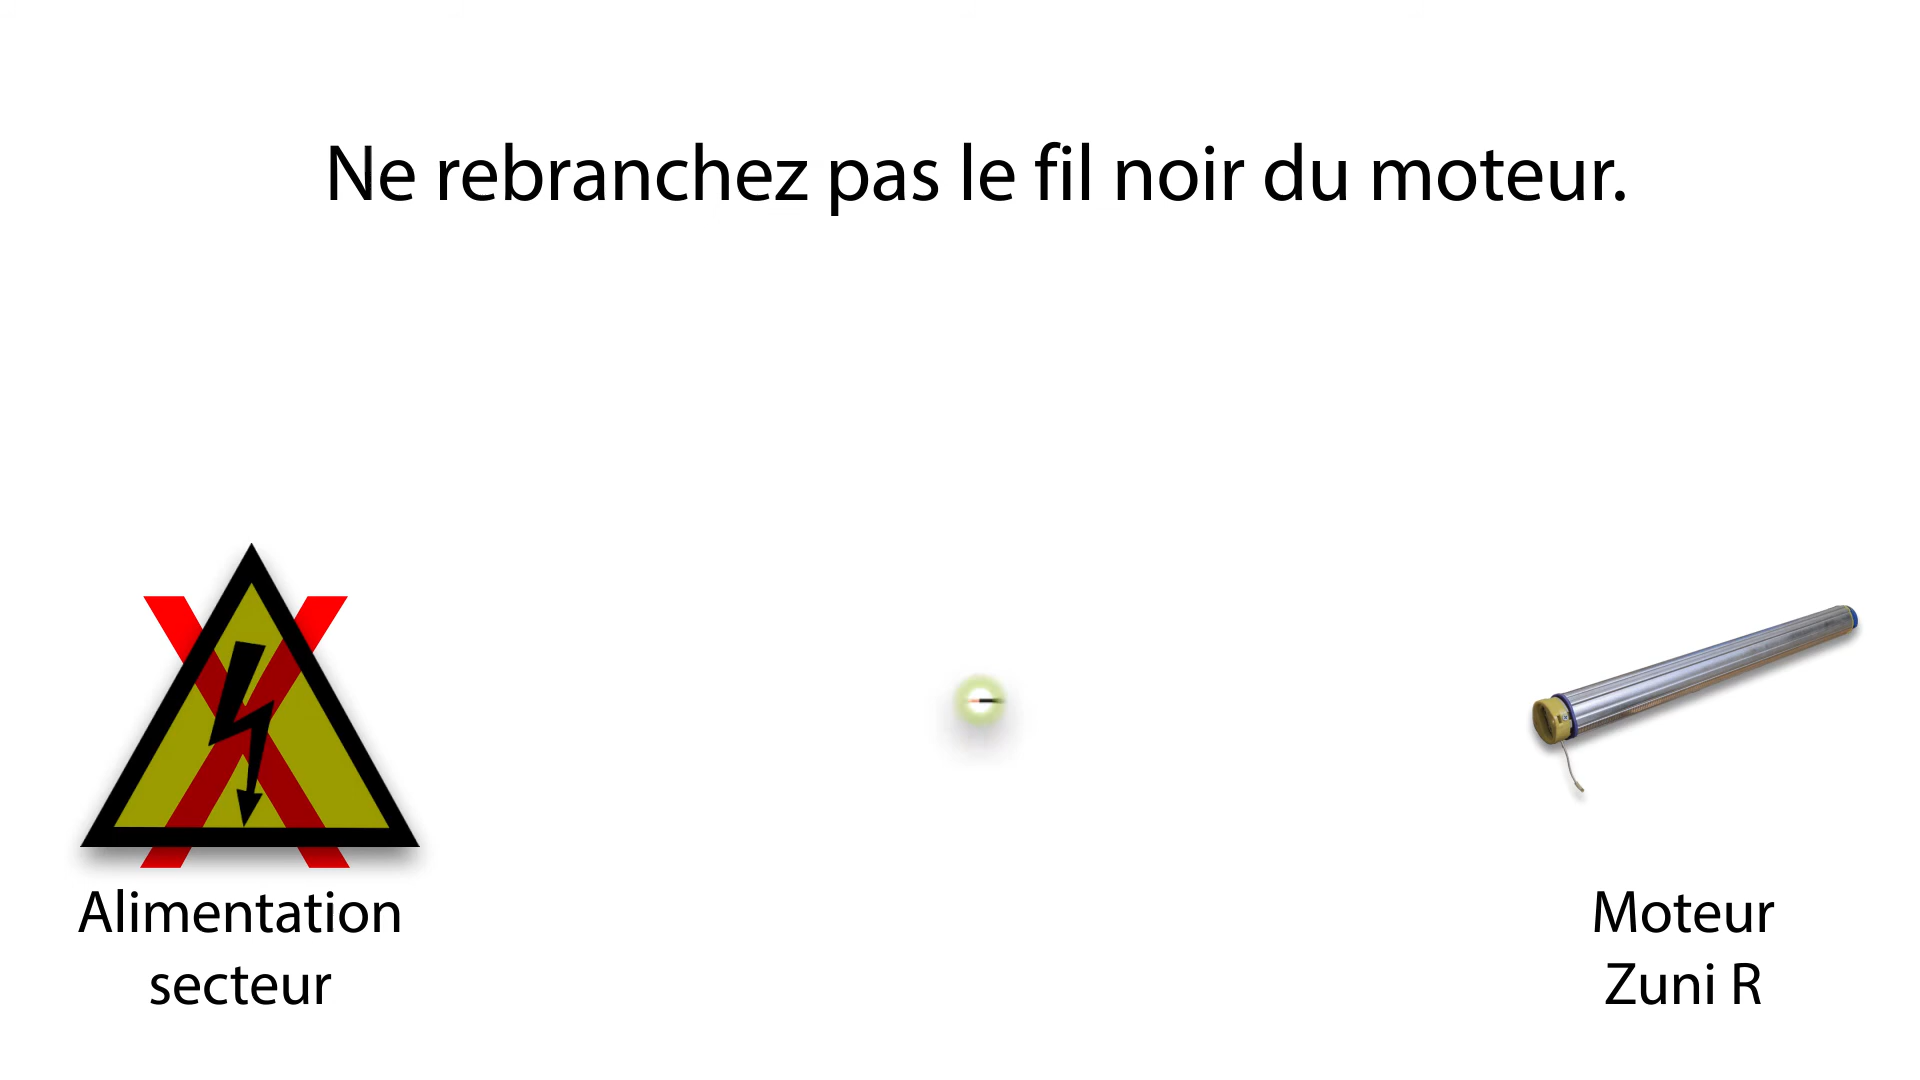 Ne rebranchez pas le fil noir du moteur.
Alimentation
secteur
Moteur
Zuni R